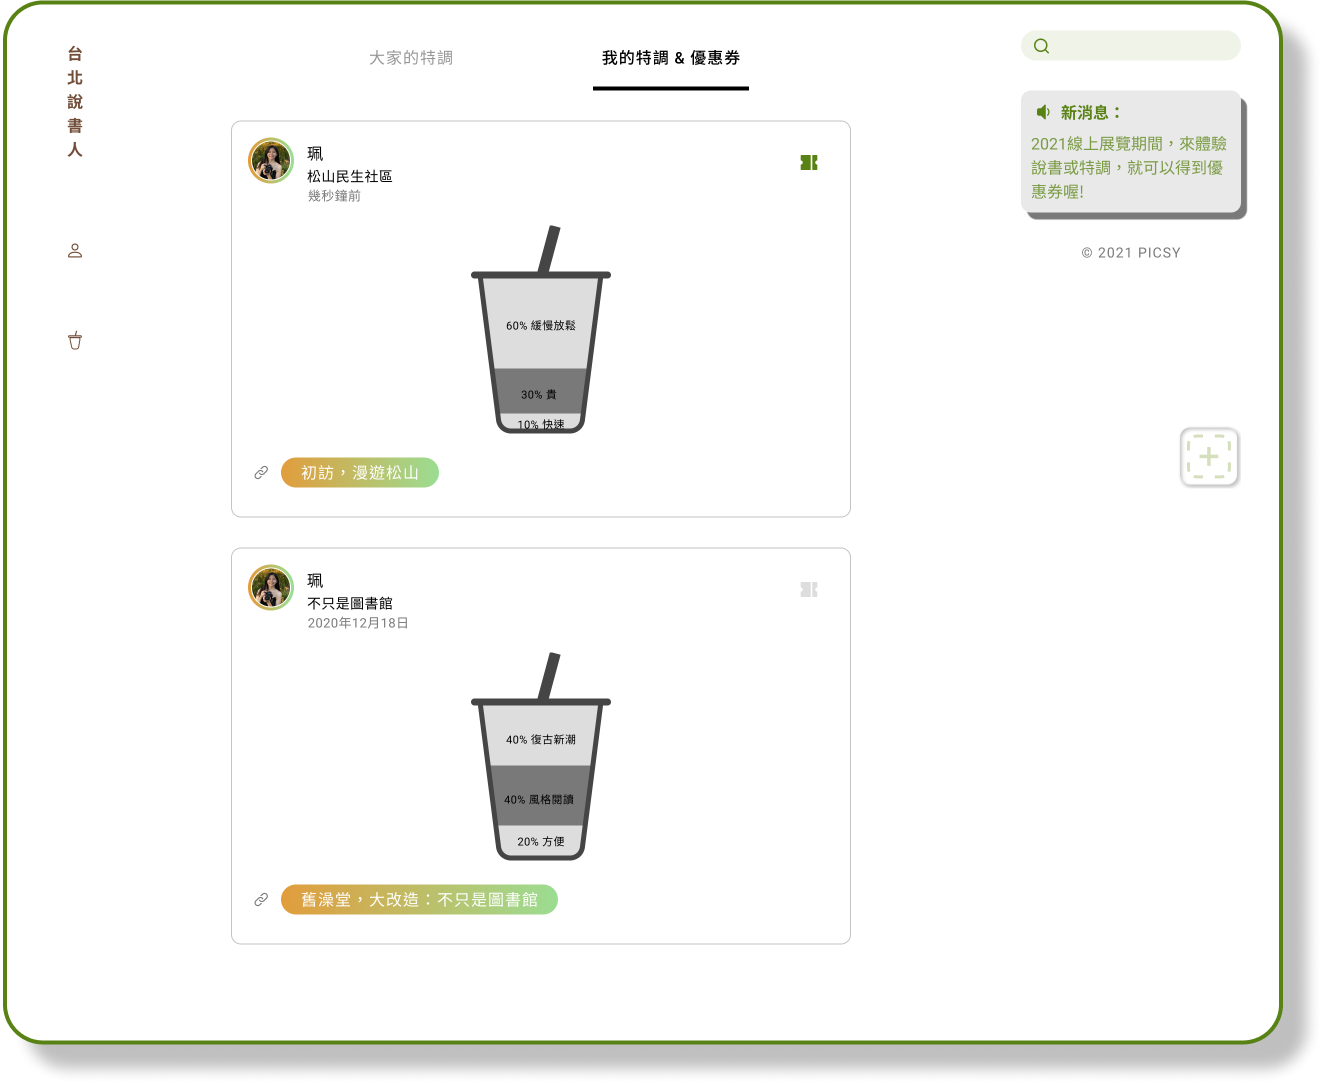 台北說書人
大家的特調
我的特調 & 優惠券
新消息：
2021線上展覽期間，來體驗
說書或特調，就可以得到優
惠券喔!
© 2021 PICSY
珮
松山民生社區
幾秒鐘前
60% 緩慢放鬆
30% 貴
10% 快速
初訪，漫遊松山
珮
不只是圖書館
2020年12月18日
40% 復古新潮
40% 風格閱讀
20% 方便
舊澡堂，大改造：不只是圖書館